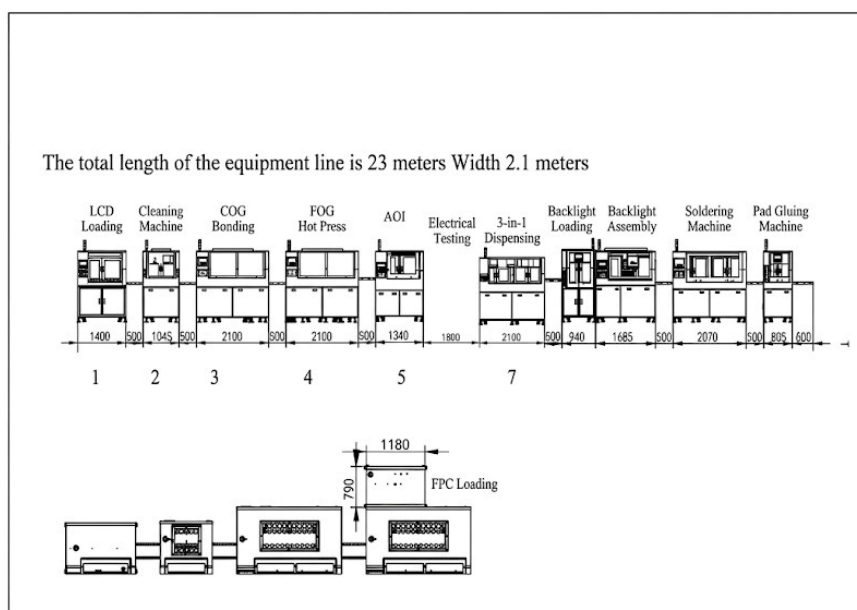 The total length of the equipment line is 23 meters Width 2.1 meters
LCD
Loading
Cleaning
Machine
COG
Bonding
FOG
Hot Press
AOI
Electrical
Testing
3-in-1
Dispensing
Backlight
Loading
Backlight
Assembly
Soldering
Machine
Pad Gluing
Machine
1400 500 1045 500 2100 500 2100 500 1340 1800 2100 500 940 1685 500 2070 500 805 600
1 2 3 4 5 7
1180
790
FPC Loading